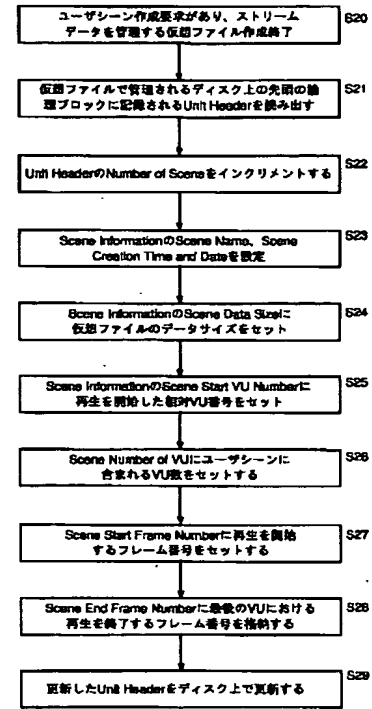 ユーザシーン作成要求があり、ストリーム
データを管理する仮想ファイル作成終了
S20
仮想ファイルで管理されるディスク上の先頭の論
理ブロックに記録されるUnit Headerを読み出す
S21
Unit HeaderのNumber of Sceneをインクリメントする
S22
Scene InformationのScene Name、Scene
Creation Time and Dateを設定
S23
Scene InformationのScene Data Sizeに
仮想ファイルのデータサイズをセット
S24
Scene InformationのScene Start VU Numberに
再生を開始した相対VU番号をセット
S25
Scene Number of VUにユーザシーンに
含まれるVU数をセットする
S26
Scene Start Frame Numberに再生を開始
するフレーム番号をセットする
S27
Scene End Frame Numberに最後のVUにおける
再生を終了するフレーム番号を格納する
S28
更新したUnit Headerをディスク上で更新する
S29